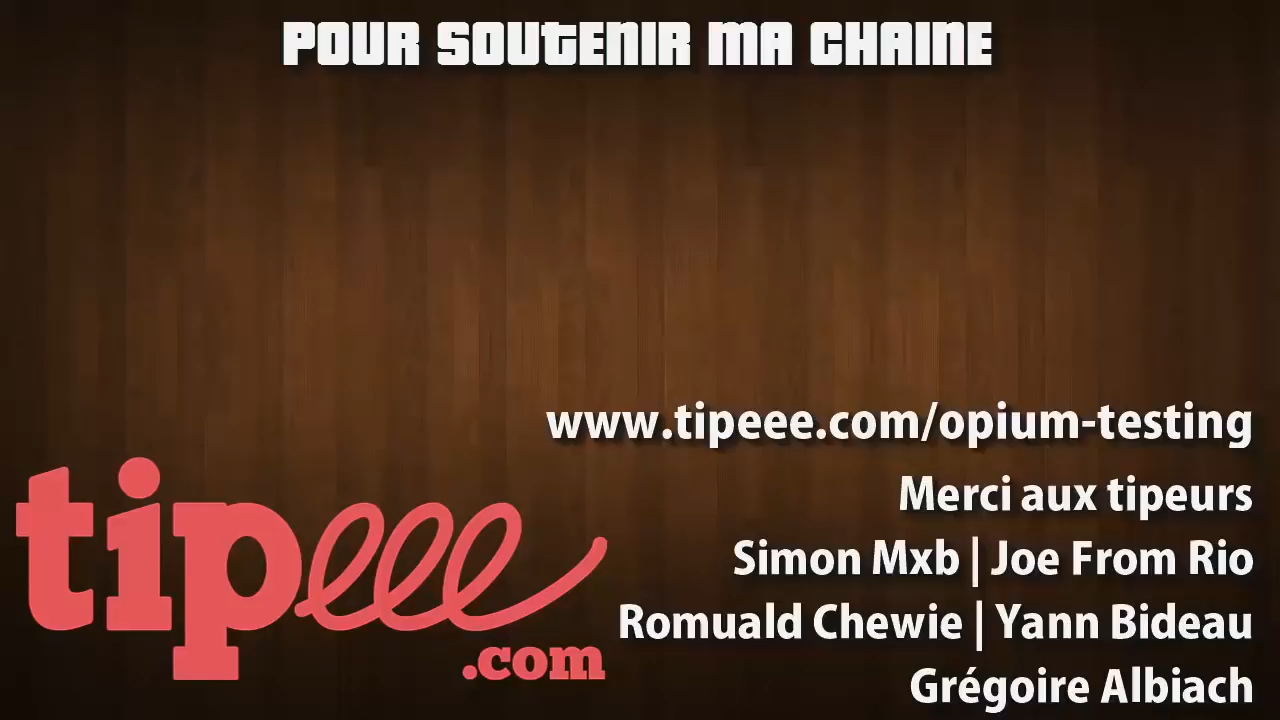 POUR SOUTENIR MA CHAINE
www.tipeee.com/opium-testing
Merci aux tipeurs
Simon Mxb | Joe From Rio
Romuald Chewie | Yann Bideau
Grégoire Albiach
tipeee
.com